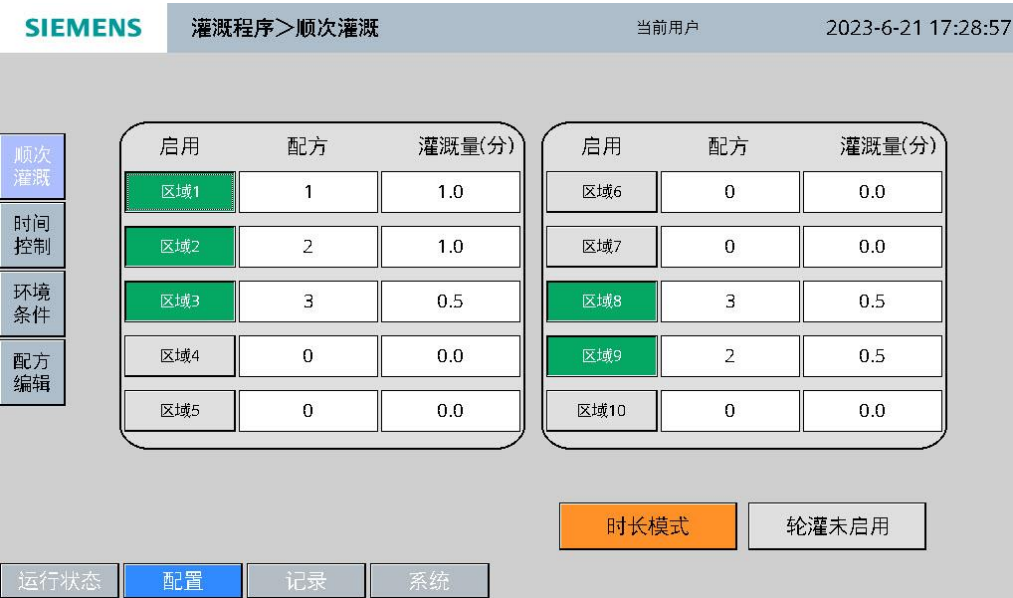 SIEMENS 灌溉程序＞顺次灌溉 当前用户 2023-6-21 17:28:57
顺次
灌溉
时间
控制
环境
条件
配方
编辑
启用 配方 灌溉量(分)
区域1 1 1.0
区域2 2 1.0
区域3 3 0.5
区域4 0 0.0
区域5 0 0.0
启用 配方 灌溉量(分)
区域6 0 0.0
区域7 0 0.0
区域8 3 0.5
区域9 2 0.5
区域10 0 0.0
时长模式 轮灌未启用
运行状态 配置 记录 系统